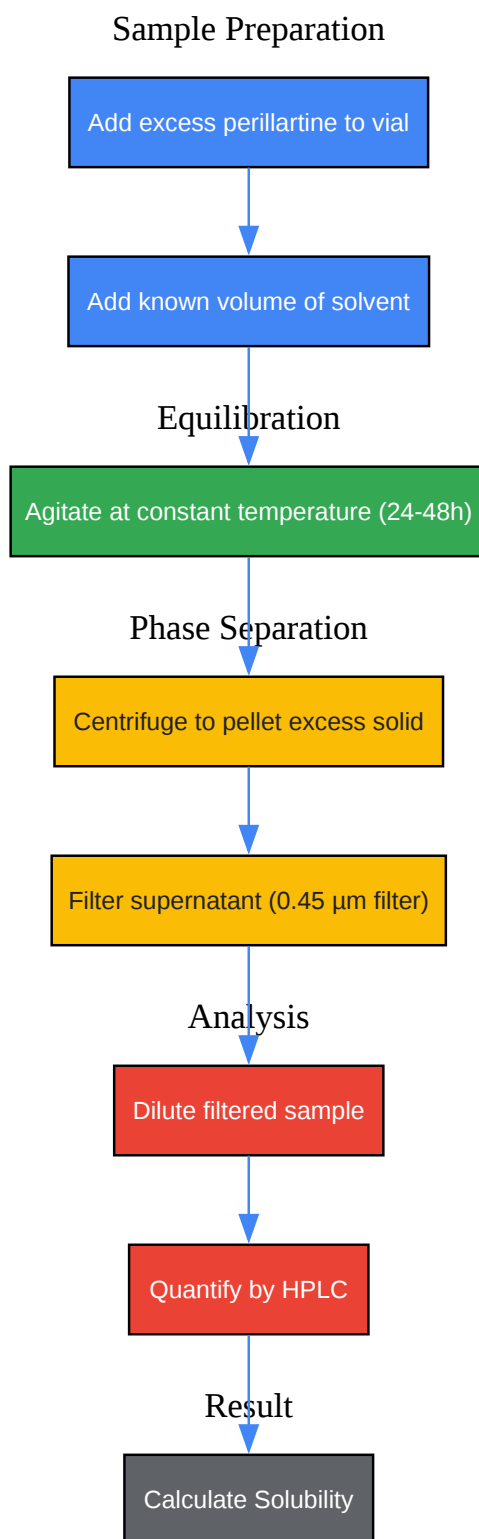 Sample Preparation
Add excess perillartine to vial
Add known volume of solvent
Equilibration
Agitate at constant temperature (24-48h)
Phase Separation
Centrifuge to pellet excess solid
Filter supernatant (0.45 µm filter)
Analysis
Dilute filtered sample
Quantify by HPLC
Result
Calculate Solubility